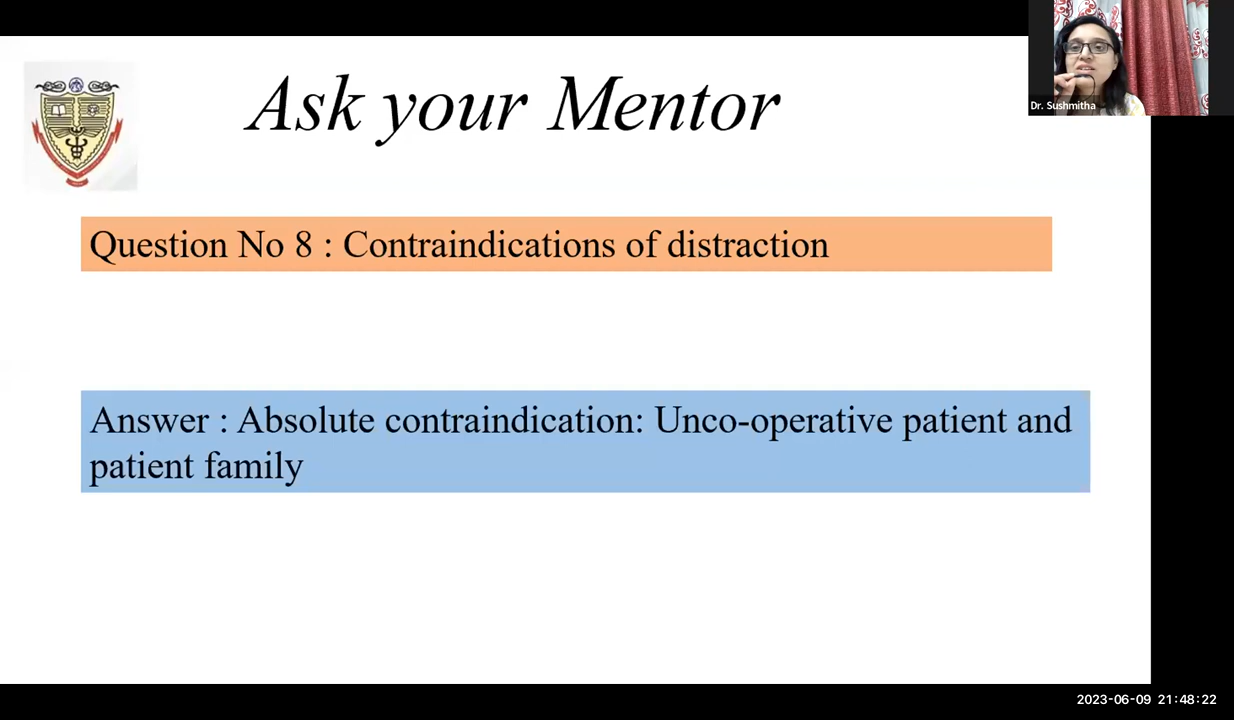 Ask your Mentor
Dr. Sushmitha
Question No 8 : Contraindications of distraction
Answer : Absolute contraindication: Unco-operative patient and
patient family
2023-06-09 21:48:22